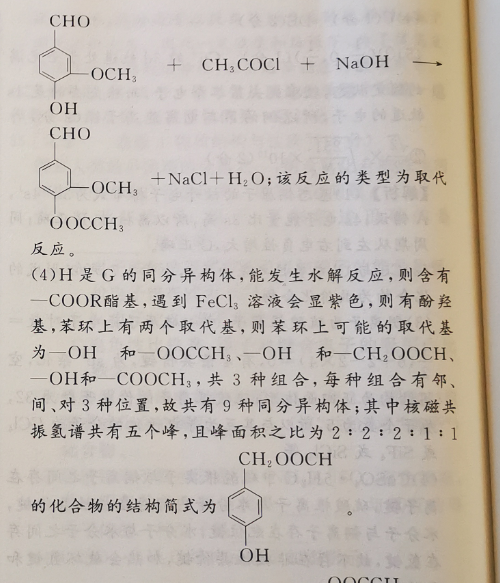 CHO
—OCH₃ + CH₃COCl + NaOH ⟶
OH
CHO
—OCH₃ +NaCl+H₂O;该反应的类型为取代
OOCCH₃
反应。
(4)H是G的同分异构体,能发生水解反应,则含有
—COOR酯基,遇到FeCl₃溶液会显紫色,则有酚羟
基,苯环上有两个取代基,则苯环上可能的取代基
为—OH 和—OOCCH₃、—OH 和—CH₂OOCH、
—OH和—COOCH₃,共3种组合,每种组合有邻、
间、对3种位置,故共有9种同分异构体;其中核磁共
振氢谱共有五个峰,且峰面积之比为2∶2∶2∶1∶1
CH₂OOCH
的化合物的结构简式为 。
OH
OOCCH₃